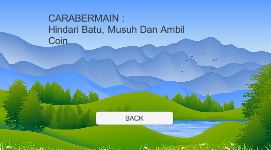 CARABERMAIN :
Hindari Batu, Musuh Dan Ambil
Coin
BACK